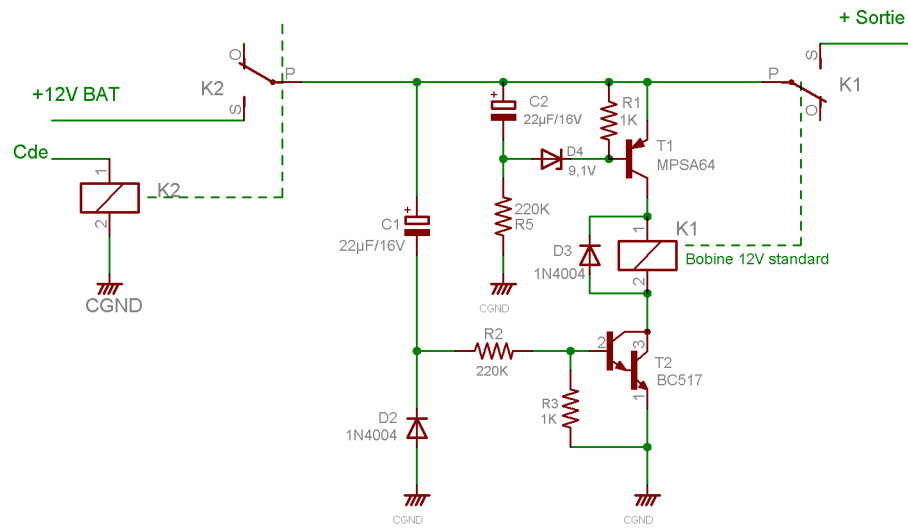 + Sortie
O
P
K2
S
+12V BAT
Cde
1
K2
2
CGND
+
C2
22µF/16V
R1
1K
D4
9,1V
T1
MPSA64
P
S
K1
O
220K
R5
CGND
+
C1
22µF/16V
D3
1N4004
1
K1
2
Bobine 12V standard
R2
220K
2
3
1
T2
BC517
R3
1K
D2
1N4004
CGND
CGND